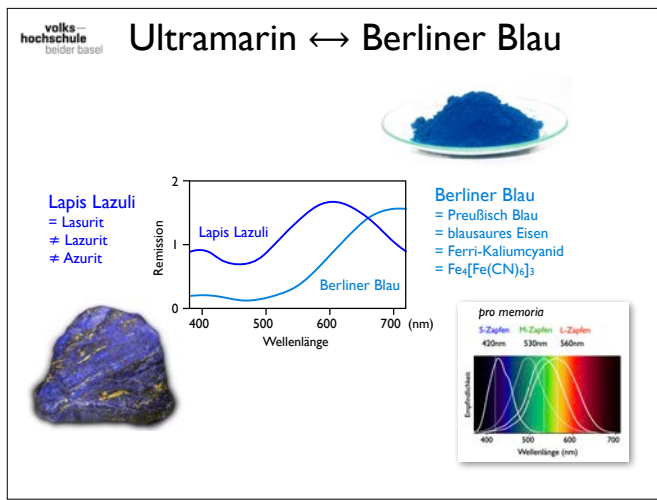 volks–
hochschule
beider basel
Ultramarin ↔ Berliner Blau
Lapis Lazuli
= Lasurit
≠ Lazurit
≠ Azurit
Remission
2
1
0
Lapis Lazuli
Berliner Blau
400
500
600
700
(nm)
Wellenlänge
Berliner Blau
= Preußisch Blau
= blausaures Eisen
= Ferri-Kaliumcyanid
= Fe₄[Fe(CN)₆]₃
pro memoria
S-Zapfen M-Zapfen L-Zapfen
420nm 530nm 560nm
Empfindlichkeit
400 500 600 700
Wellenlänge (nm)